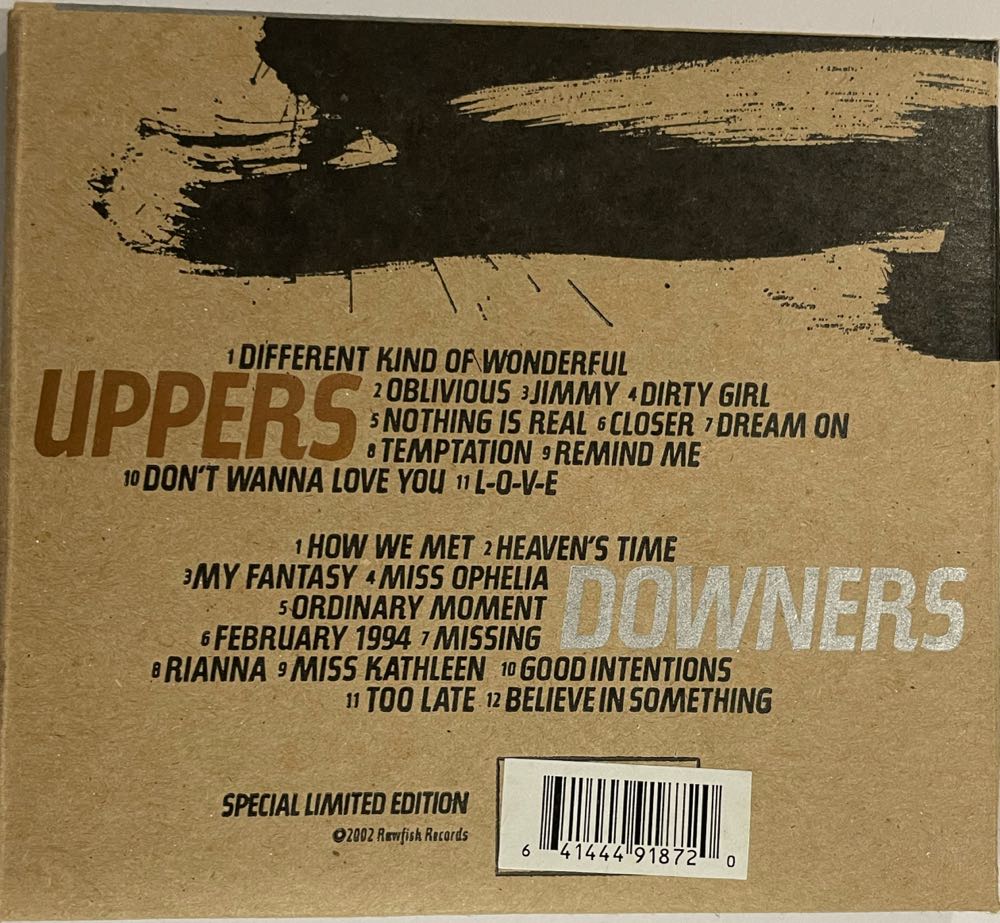 1 DIFFERENT KIND OF WONDERFUL
UPPERS
2 OBLIVIOUS 3 JIMMY 4 DIRTY GIRL
5 NOTHING IS REAL 6 CLOSER 7 DREAM ON
8 TEMPTATION 9 REMIND ME
10 DON'T WANNA LOVE YOU 11 L-O-V-E
1 HOW WE MET 2 HEAVEN'S TIME
3 MY FANTASY 4 MISS OPHELIA
DOWNERS
5 ORDINARY MOMENT
6 FEBRUARY 1994 7 MISSING
8 RIANNA 9 MISS KATHLEEN 10 GOOD INTENTIONS
11 TOO LATE 12 BELIEVE IN SOMETHING
SPECIAL LIMITED EDITION
©2002 Rawfish Records
6 41444 91872 0